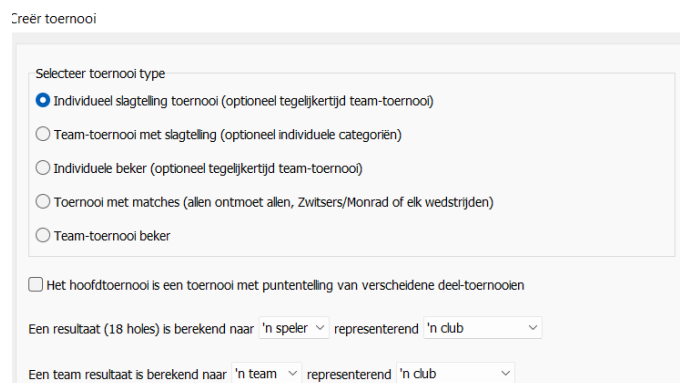 Creër toernooi
Selecteer toernooi type
Individueel slagtelling toernooi (optioneel tegelijkertijd team-toernooi)
Team-toernooi met slagtelling (optioneel individuele categoriën)
Individuele beker (optioneel tegelijkertijd team-toernooi)
Toernooi met matches (allen ontmoet allen, Zwitsers/Monrad of elk wedstrijden)
Team-toernooi beker
Het hoofdtoernooi is een toernooi met puntentelling van verscheidene deel-toernooien
Een resultaat (18 holes) is berekend naar 'n speler representerend 'n club
Een team resultaat is berekend naar 'n team representerend 'n club